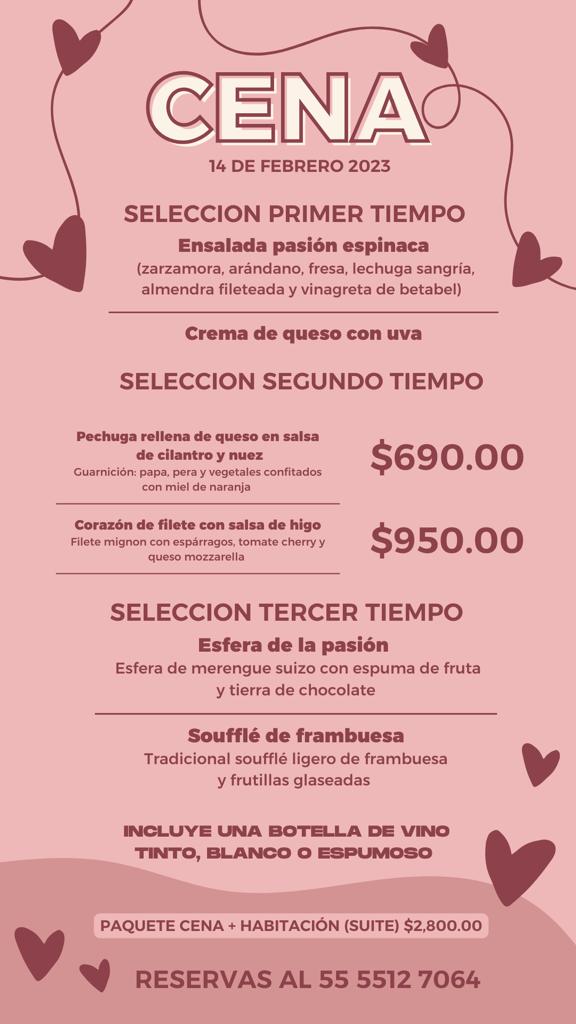 CENA
14 DE FEBRERO 2023
SELECCION PRIMER TIEMPO
Ensalada pasión espinaca
(zarzamora, arándano, fresa, lechuga sangría,
almendra fileteada y vinagreta de betabel)
Crema de queso con uva
SELECCION SEGUNDO TIEMPO
Pechuga rellena de queso en salsa
de cilantro y nuez
Guarnición: papa, pera y vegetales confitados
con miel de naranja
$690.00
Corazón de filete con salsa de higo
Filete mignon con espárragos, tomate cherry y
queso mozzarella
$950.00
SELECCION TERCER TIEMPO
Esfera de la pasión
Esfera de merengue suizo con espuma de fruta
y tierra de chocolate
Soufflé de frambuesa
Tradicional soufflé ligero de frambuesa
y frutillas glaseadas
INCLUYE UNA BOTELLA DE VINO
TINTO, BLANCO O ESPUMOSO
PAQUETE CENA + HABITACIÓN (SUITE) $2,800.00
RESERVAS AL 55 5512 7064